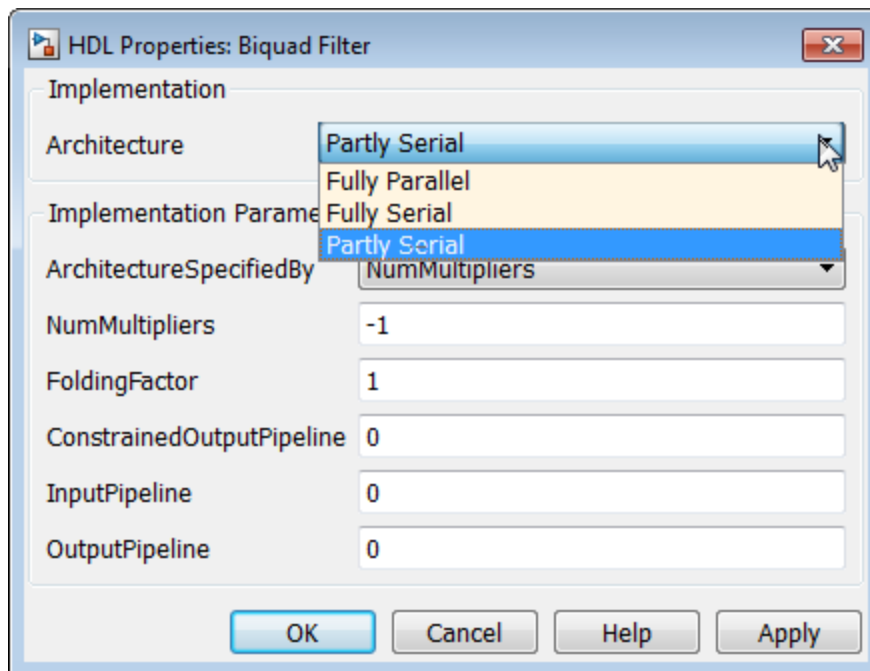 HDL Properties: Biquad Filter
Implementation
Architecture
Partly Serial
Fully Parallel
Fully Serial
Partly Serial
Implementation Parame
ArchitectureSpecifiedBy
NumMultipliers
NumMultipliers
-1
FoldingFactor
1
ConstrainedOutputPipeline
0
InputPipeline
0
OutputPipeline
0
OK
Cancel
Help
Apply